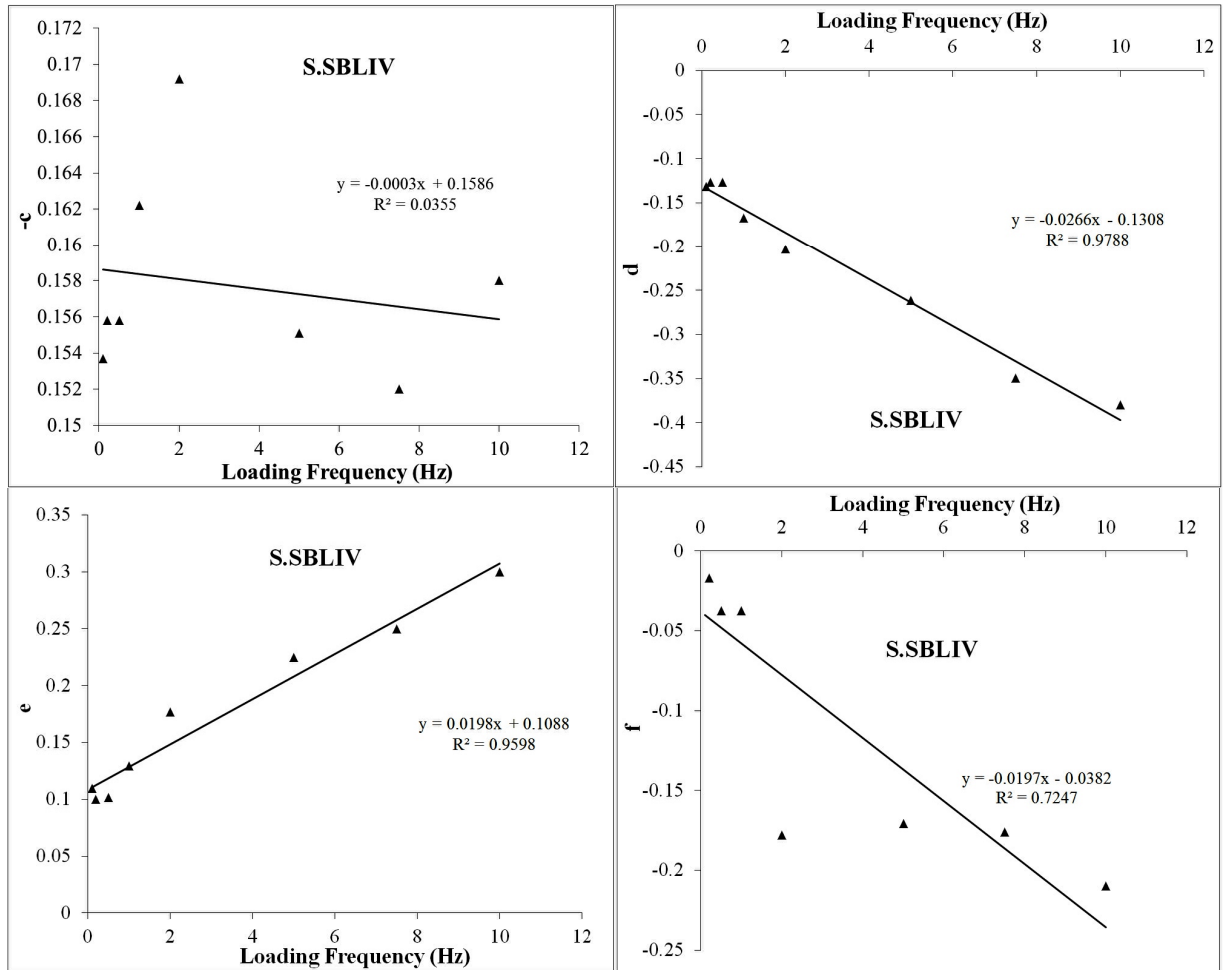 0.172
0.17
0.168
0.166
0.164
0.162
0.16
0.158
0.156
0.154
0.152
0.15
-c
S.SBLIV
y = -0.0003x + 0.1586
R² = 0.0355
0 2 4 6 8 10 12
Loading Frequency (Hz)
Loading Frequency (Hz)
0 2 4 6 8 10 12
0
-0.05
-0.1
-0.15
-0.2
-0.25
-0.3
-0.35
-0.4
-0.45
d
y = -0.0266x - 0.1308
R² = 0.9788
S.SBLIV
0.35
0.3
0.25
0.2
0.15
0.1
0.05
0
e
S.SBLIV
y = 0.0198x + 0.1088
R² = 0.9598
0 2 4 6 8 10 12
Loading Frequency (Hz)
Loading Frequency (Hz)
0 2 4 6 8 10 12
0
-0.05
-0.1
-0.15
-0.2
-0.25
f
S.SBLIV
y = -0.0197x - 0.0382
R² = 0.7247